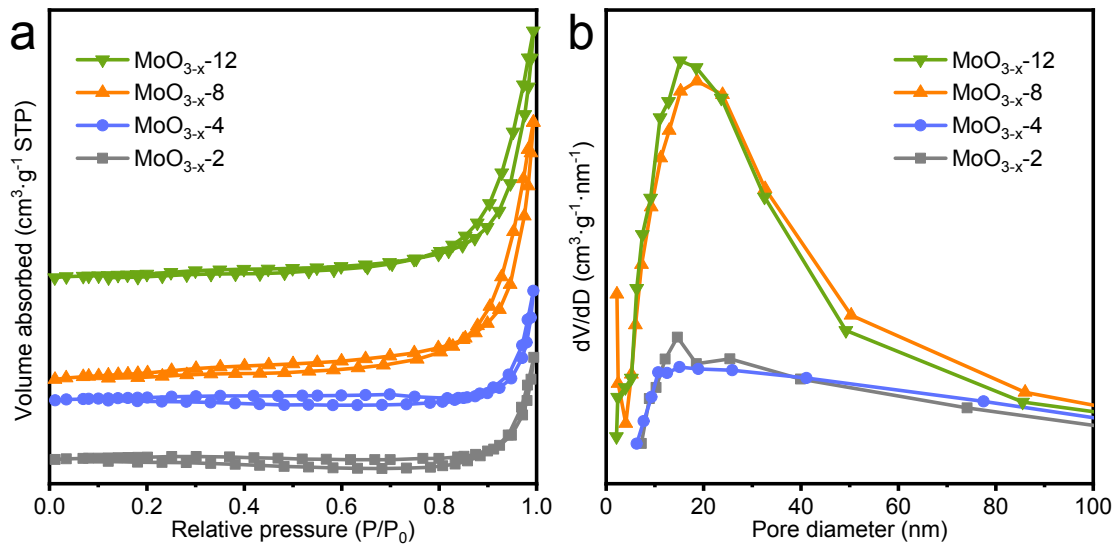 a
MoO₃₋ₓ-12
MoO₃₋ₓ-8
MoO₃₋ₓ-4
MoO₃₋ₓ-2
Volume absorbed (cm³·g⁻¹ STP)
0.0 0.2 0.4 0.6 0.8 1.0
Relative pressure (P/P₀)
b
MoO₃₋ₓ-12
MoO₃₋ₓ-8
MoO₃₋ₓ-4
MoO₃₋ₓ-2
dV/dD (cm³·g⁻¹·nm⁻¹)
0 20 40 60 80 100
Pore diameter (nm)